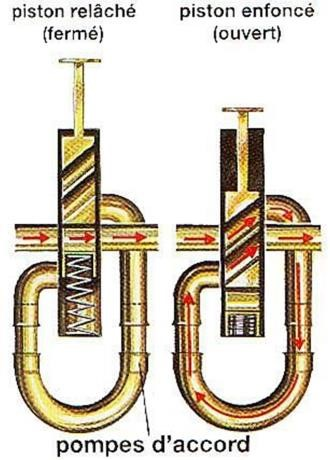 piston relâché
(fermé)
piston enfoncé
(ouvert)
pompes d'accord